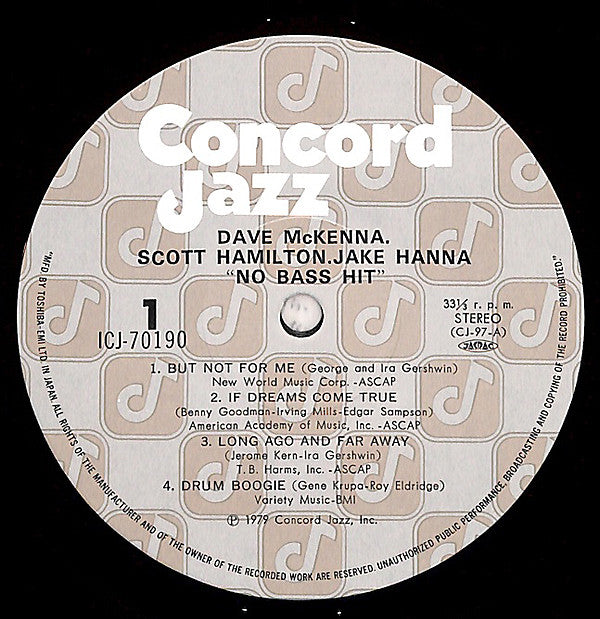 Concord
Jazz
DAVE McKENNA.
SCOTT HAMILTON.JAKE HANNA
"NO BASS HIT"
1
ICJ-70190
33⅓ r. p. m.
STEREO
(CJ-97-A)
JASRAC
1. BUT NOT FOR ME (George and Ira Gershwin)
New World Music Corp. -ASCAP
2. IF DREAMS COME TRUE
(Benny Goodman-Irving Mills-Edgar Sampson)
American Academy of Music, Inc. -ASCAP
3. LONG AGO AND FAR AWAY
(Jerome Kern-Ira Gershwin)
T. B. Harms, Inc. -ASCAP
4. DRUM BOOGIE (Gene Krupa-Roy Eldridge)
Variety Music-BMI
℗ 1979 Concord Jazz, Inc.
"MFD. BY TOSHIBA-EMI LTD. IN JAPAN. ALL RIGHTS OF THE MANUFACTURER AND OF THE OWNER OF THE RECORDED WORK ARE RESERVED. UNAUTHORIZED PUBLIC PERFORMANCE, BROADCASTING AND COPYING OF THE RECORD PROHIBITED."